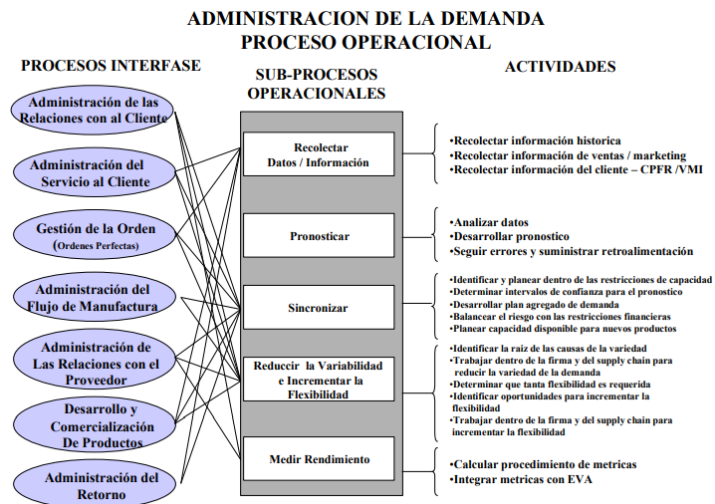 ADMINISTRACION DE LA DEMANDA
PROCESO OPERACIONAL
PROCESOS INTERFASE
SUB-PROCESOS
OPERACIONALES
ACTIVIDADES
Administración de las
Relaciones con al Cliente
Administración del
Servicio al Cliente
Gestión de la Orden
(Ordenes Perfectas)
Administración del
Flujo de Manufactura
Administración de
Las Relaciones con el
Proveedor
Desarrollo y
Comercialización
De Productos
Administración del
Retorno
Recolectar
Datos / Información
Pronosticar
Sincronizar
Reduccir la Variabilidad
e Incrementar la
Flexibilidad
Medir Rendimiento
•Recolectar información historica
•Recolectar información de ventas / marketing
•Recolectar información del cliente – CPFR /VMI
•Analizar datos
•Desarrollar pronostico
•Seguir errores y suministrar retroalimentación
•Identificar y planear dentro de las restricciones de capacidad
•Determinar intervalos de confianza para el pronostico
•Desarrollar plan agregado de demanda
•Balancear el riesgo con las restricciones financieras
•Planear capacidad disponible para nuevos productos
•Identificar la raiz de las causas de la variedad
•Trabajar dentro de la firma y del supply chain para
reducir la variedad de la demanda
•Determinar que tanta flexibilidad es requerida
•Identificar oportunidades para incrementar la
flexibilidad
•Trabajar dentro de la firma y del supply chain para
incrementar la flexibilidad
•Calcular procedimiento de metricas
•Integrar metricas con EVA